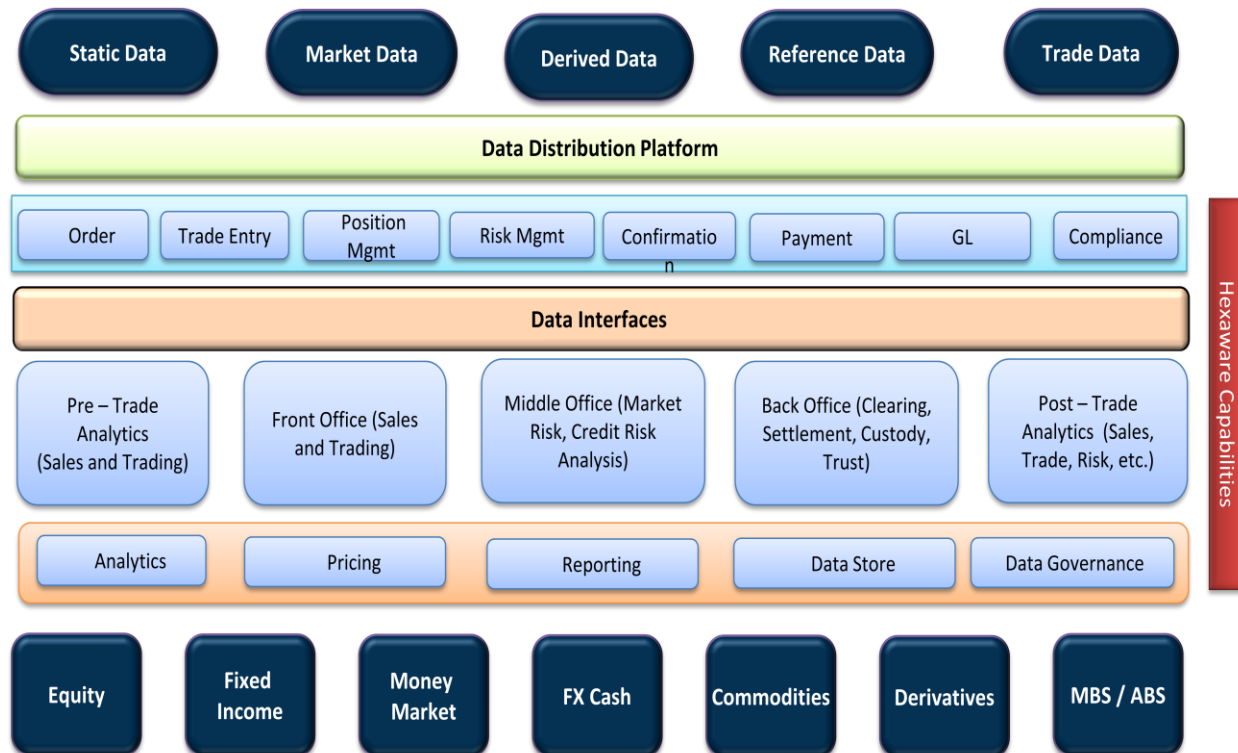 Static Data
Market Data
Derived Data
Reference Data
Trade Data
Data Distribution Platform
Order
Trade Entry
Position
Mgmt
Risk Mgmt
Confirmatio
n
Payment
GL
Compliance
Data Interfaces
Pre – Trade
Analytics
(Sales and Trading)
Front Office (Sales
and Trading)
Middle Office (Market
Risk, Credit Risk
Analysis)
Back Office (Clearing,
Settlement, Custody,
Trust)
Post – Trade
Analytics (Sales,
Trade, Risk, etc.)
Analytics
Pricing
Reporting
Data Store
Data Governance
Hexaware Capabilities
Equity
Fixed
Income
Money
Market
FX Cash
Commodities
Derivatives
MBS / ABS